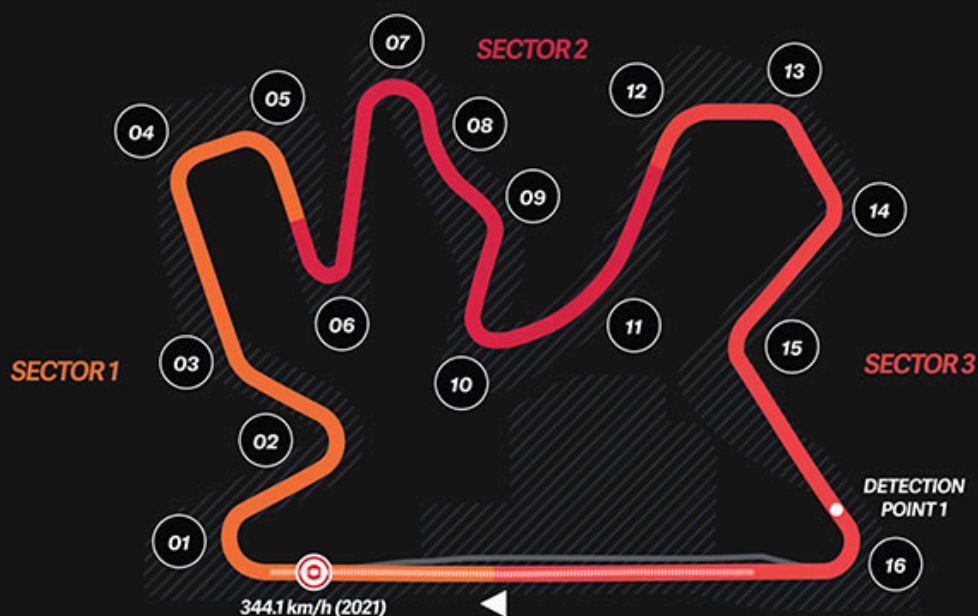 07
SECTOR 2
13
12
05
08
04
09
14
06
11
15
03
SECTOR 1
SECTOR 3
10
02
DETECTION
POINT 1
01
16
344.1 km/h (2021)